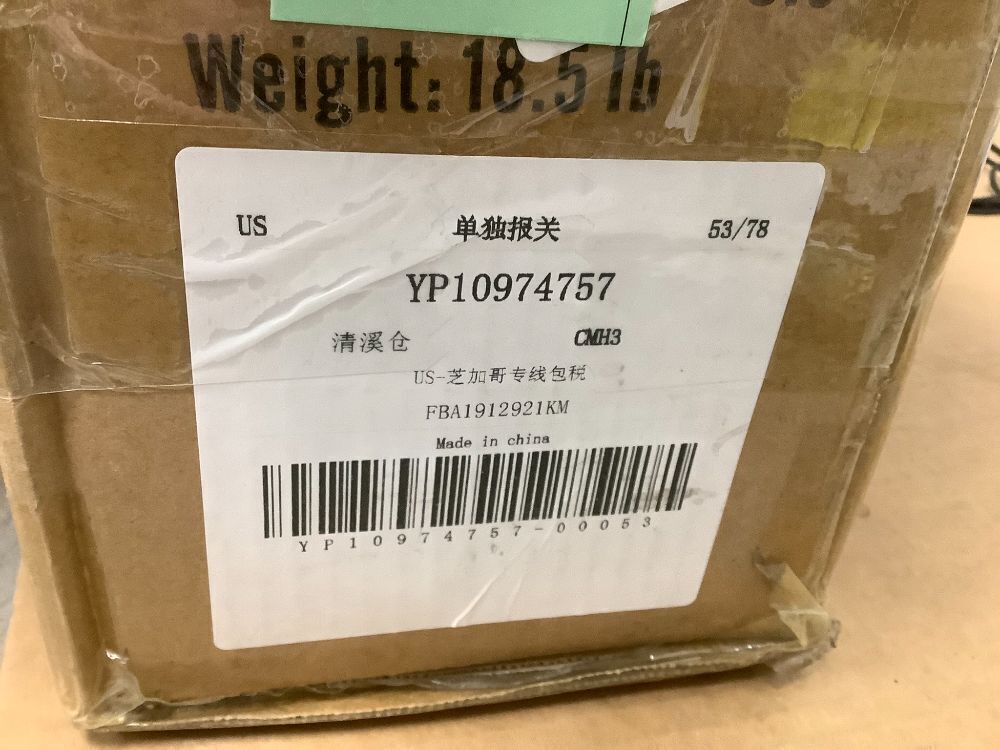 Weight: 18.5 lb
US 单独报关 53/78
YP10974757
清溪仓 CMH3
US-芝加哥专线包税
FBA1912921KM
Made in china
YP10974757-00053